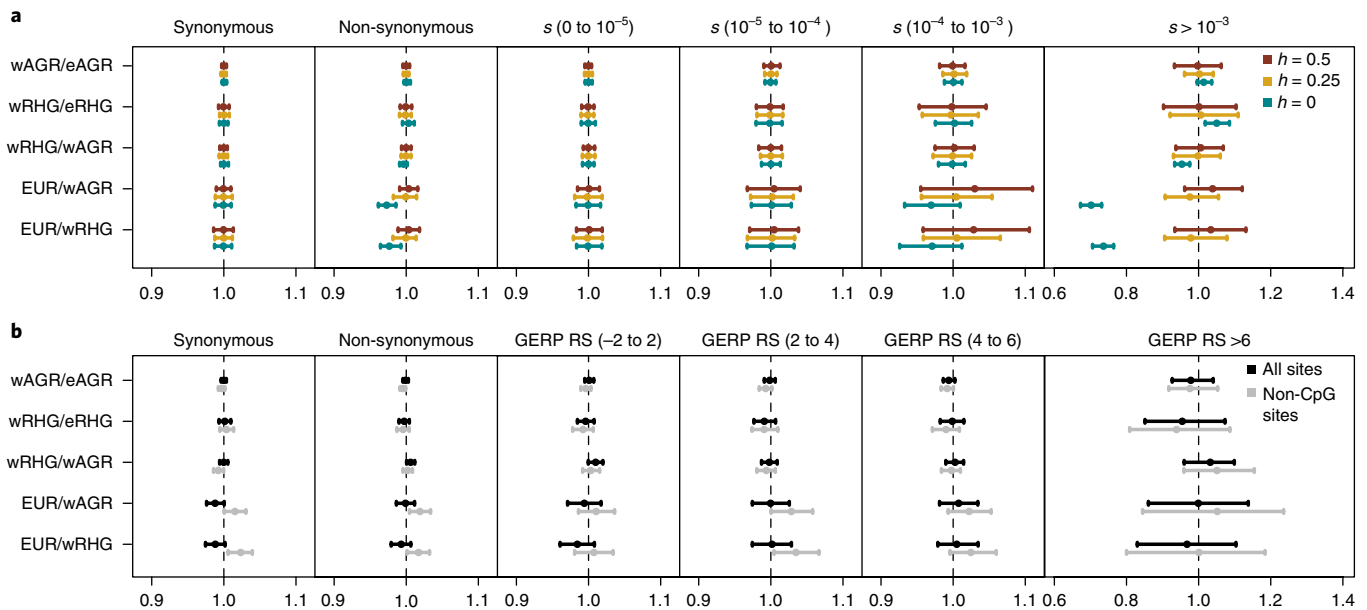 a
Synonymous Non-synonymous s (0 to 10⁻⁵) s (10⁻⁵ to 10⁻⁴) s (10⁻⁴ to 10⁻³ ) s > 10⁻³
wAGR/eAGR
wRHG/eRHG
wRHG/wAGR
EUR/wAGR
EUR/wRHG
h = 0.5
h = 0.25
h = 0
0.9 1.0 1.1 0.9 1.0 1.1 0.9 1.0 1.1 0.9 1.0 1.1 0.9 1.0 1.1 0.6 0.8 1.0 1.2 1.4
b
Synonymous Non-synonymous GERP RS (–2 to 2) GERP RS (2 to 4) GERP RS (4 to 6) GERP RS >6
wAGR/eAGR
wRHG/eRHG
wRHG/wAGR
EUR/wAGR
EUR/wRHG
All sites
Non-CpG
sites
0.9 1.0 1.1 0.9 1.0 1.1 0.9 1.0 1.1 0.9 1.0 1.1 0.9 1.0 1.1 0.6 0.8 1.0 1.2 1.4